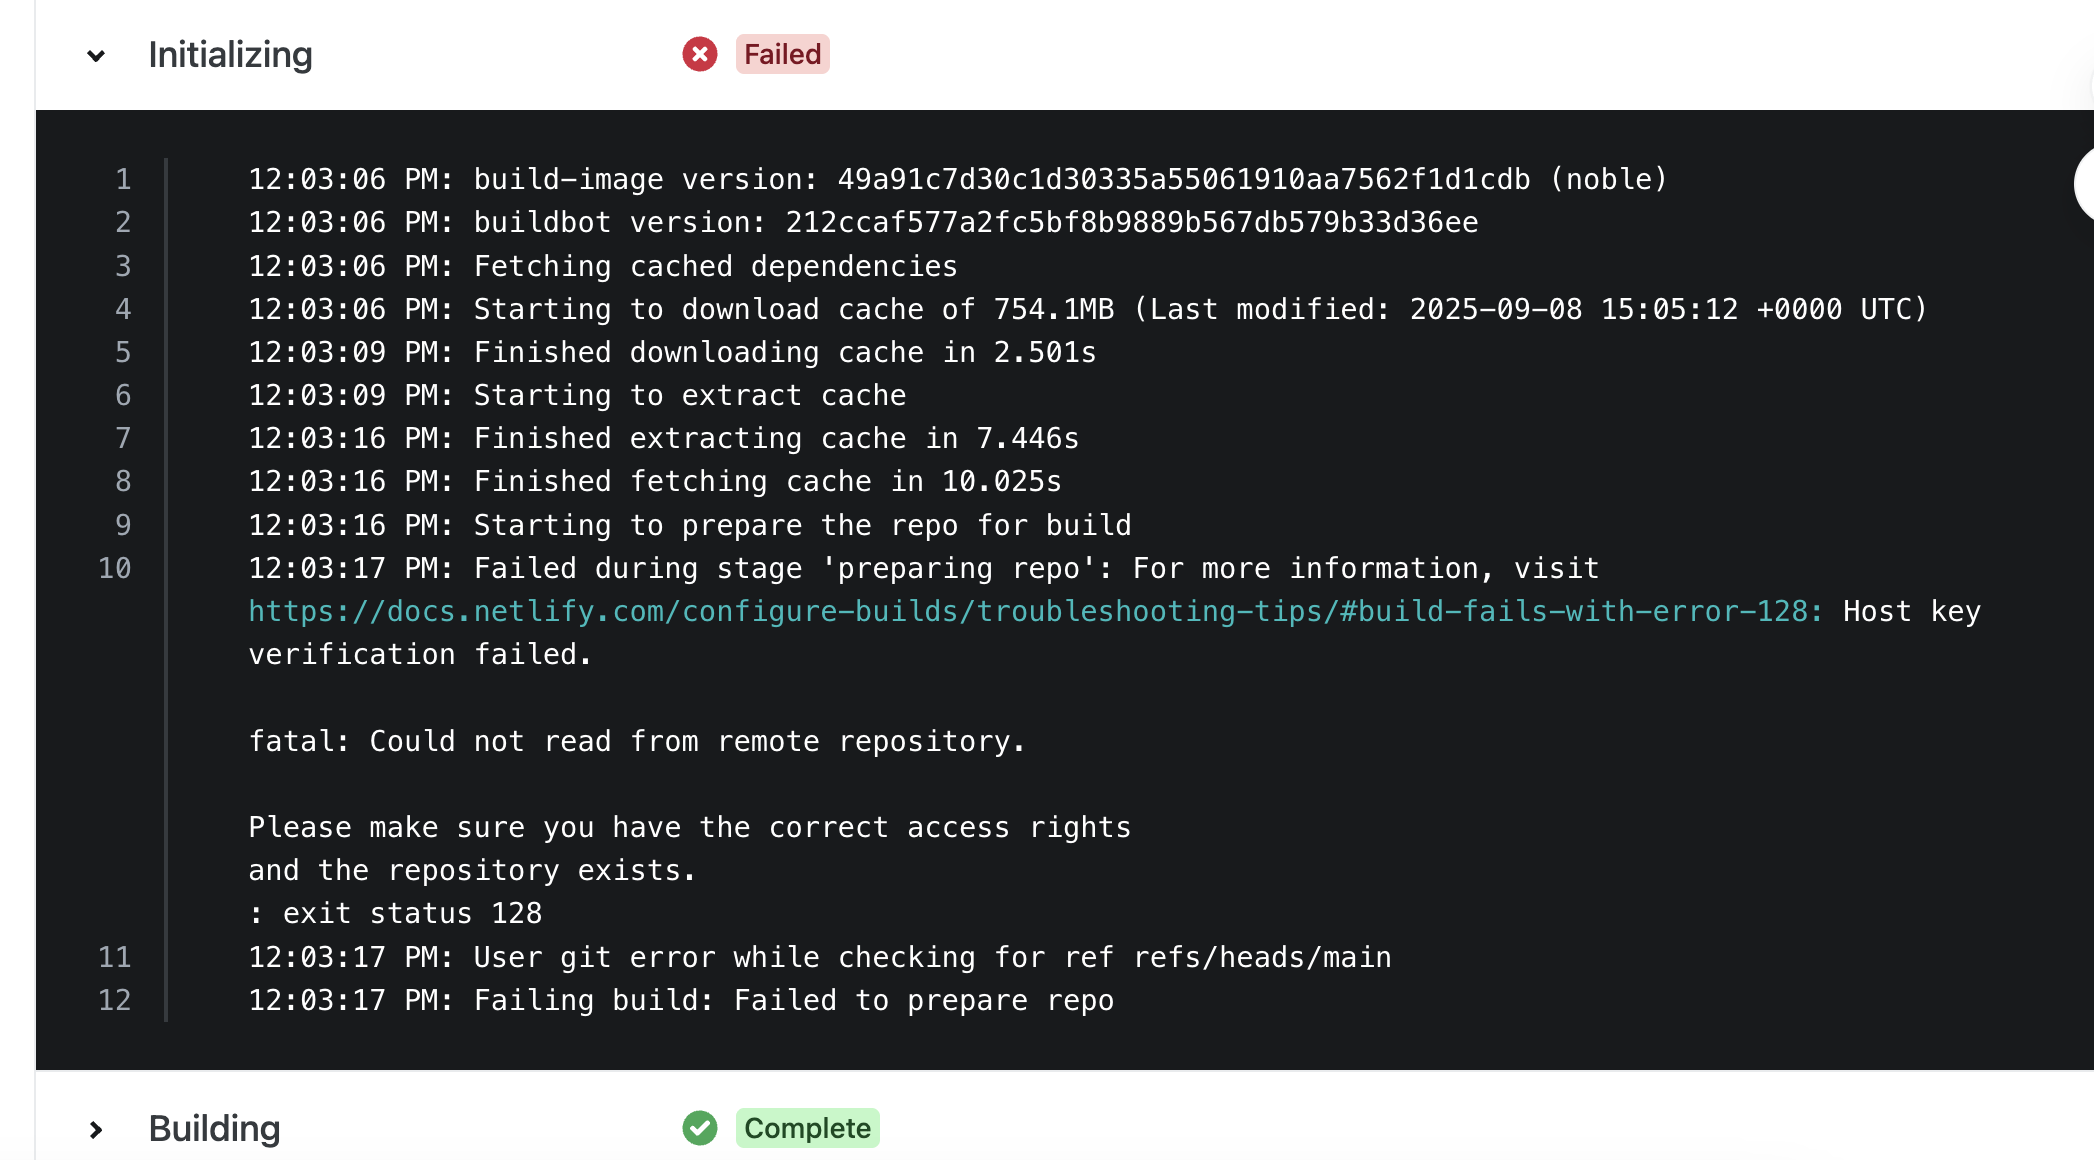 Initializing
Failed
1 12:03:06 PM: build-image version: 49a91c7d30c1d30335a55061910aa7562f1d1cdb (noble)
2 12:03:06 PM: buildbot version: 212ccaf577a2fc5bf8b9889b567db579b33d36ee
3 12:03:06 PM: Fetching cached dependencies
4 12:03:06 PM: Starting to download cache of 754.1MB (Last modified: 2025-09-08 15:05:12 +0000 UTC)
5 12:03:09 PM: Finished downloading cache in 2.501s
6 12:03:09 PM: Starting to extract cache
7 12:03:16 PM: Finished extracting cache in 7.446s
8 12:03:16 PM: Finished fetching cache in 10.025s
9 12:03:16 PM: Starting to prepare the repo for build
10 12:03:17 PM: Failed during stage 'preparing repo': For more information, visit
https://docs.netlify.com/configure-builds/troubleshooting-tips/#build-fails-with-error-128: Host key
verification failed.
fatal: Could not read from remote repository.
Please make sure you have the correct access rights
and the repository exists.
: exit status 128
11 12:03:17 PM: User git error while checking for ref refs/heads/main
12 12:03:17 PM: Failing build: Failed to prepare repo
Building
Complete